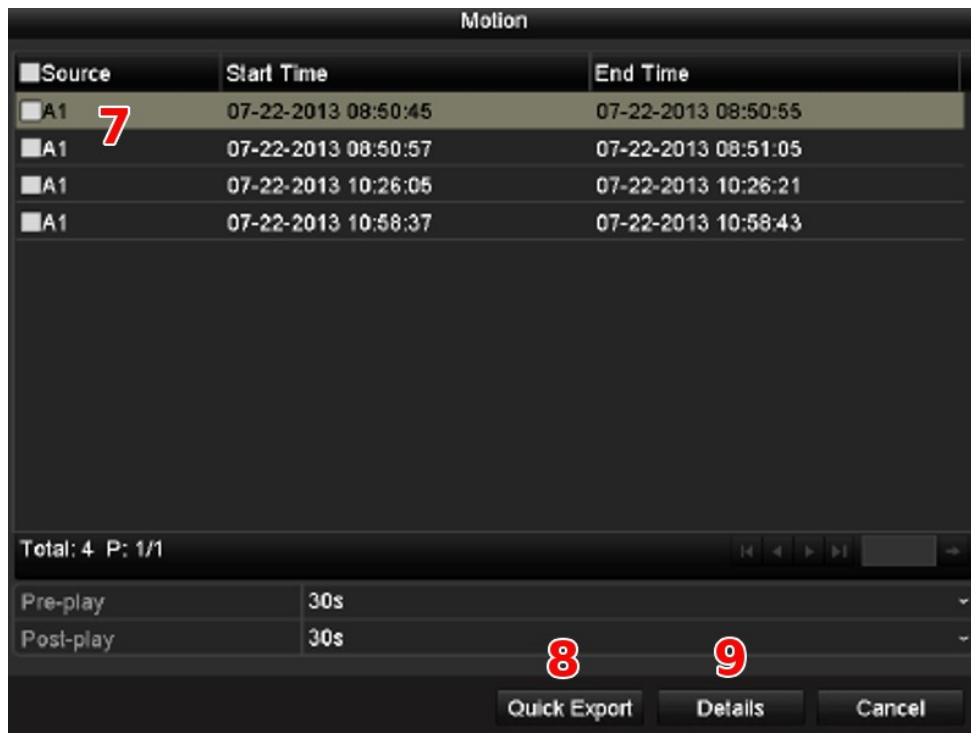 Motion
Source Start Time End Time
A1 07-22-2013 08:50:45 07-22-2013 08:50:55
7
A1 07-22-2013 08:50:57 07-22-2013 08:51:05
A1 07-22-2013 10:26:05 07-22-2013 10:26:21
A1 07-22-2013 10:58:37 07-22-2013 10:58:43
Total: 4 P: 1/1
Pre-play 30s
Post-play 30s
8 9
Quick Export Details Cancel